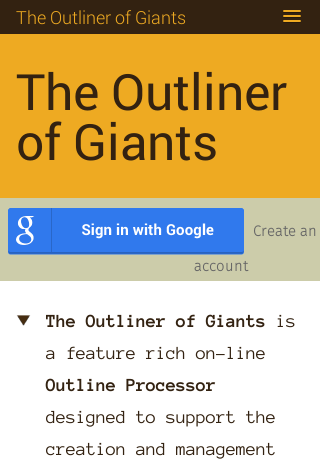 The Outliner of Giants
The Outliner
of Giants
g Sign in with Google Create an
account
The Outliner of Giants is
a feature rich on-line
Outline Processor
designed to support the
creation and management